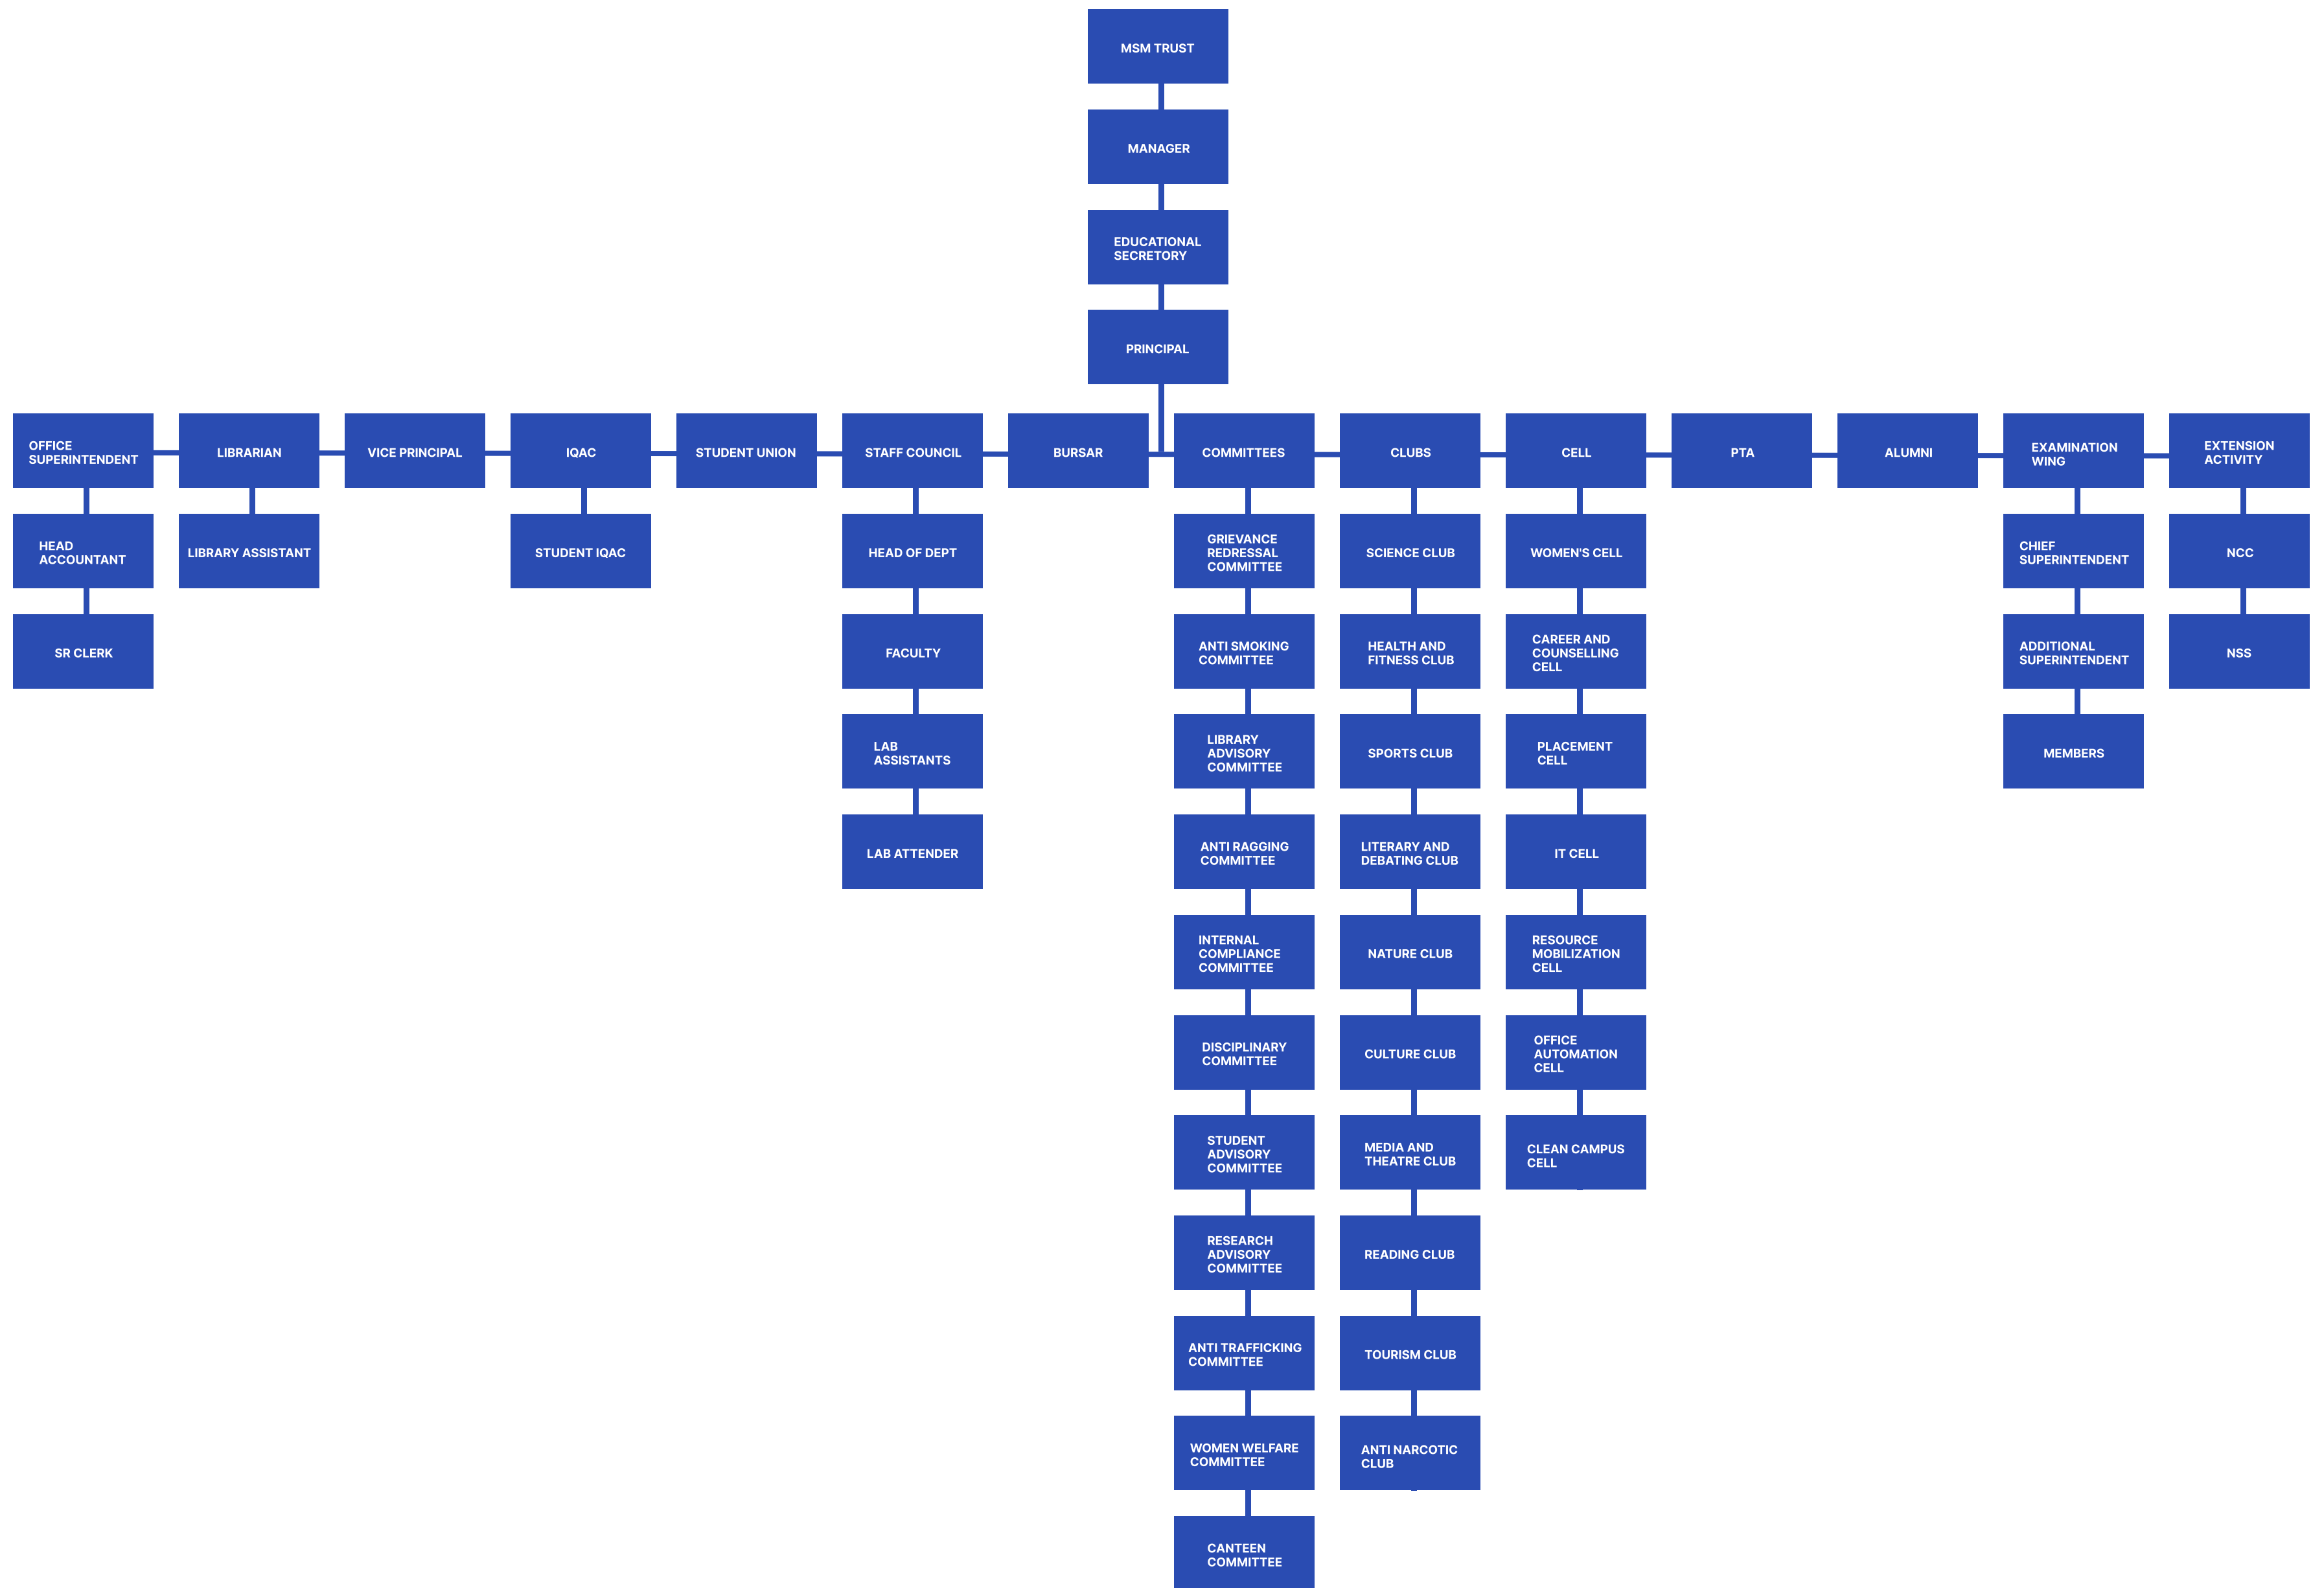 MSM TRUST
MANAGER
EDUCATIONAL
SECRETORY
PRINCIPAL
OFFICE
SUPERINTENDENT
LIBRARIAN
VICE PRINCIPAL
IQAC
STUDENT UNION
STAFF COUNCIL
BURSAR
COMMITTEES
CLUBS
CELL
PTA
ALUMNI
EXAMINATION
WING
EXTENSION
ACTIVITY
HEAD
ACCOUNTANT
LIBRARY ASSISTANT
STUDENT IQAC
HEAD OF DEPT
GRIEVANCE
REDRESSAL
COMMITTEE
SCIENCE CLUB
WOMEN'S CELL
CHIEF
SUPERINTENDENT
NCC
SR CLERK
FACULTY
ANTI SMOKING
COMMITTEE
HEALTH AND
FITNESS CLUB
CAREER AND
COUNSELLING
CELL
ADDITIONAL
SUPERINTENDENT
NSS
LAB
ASSISTANTS
LIBRARY
ADVISORY
COMMITTEE
SPORTS CLUB
PLACEMENT
CELL
MEMBERS
LAB ATTENDER
ANTI RAGGING
COMMITTEE
LITERARY AND
DEBATING CLUB
IT CELL
INTERNAL
COMPLIANCE
COMMITTEE
NATURE CLUB
RESOURCE
MOBILIZATION
CELL
DISCIPLINARY
COMMITTEE
CULTURE CLUB
OFFICE
AUTOMATION
CELL
STUDENT
ADVISORY
COMMITTEE
MEDIA AND
THEATRE CLUB
CLEAN CAMPUS
CELL
RESEARCH
ADVISORY
COMMITTEE
READING CLUB
ANTI TRAFFICKING
COMMITTEE
TOURISM CLUB
WOMEN WELFARE
COMMITTEE
ANTI NARCOTIC
CLUB
CANTEEN
COMMITTEE